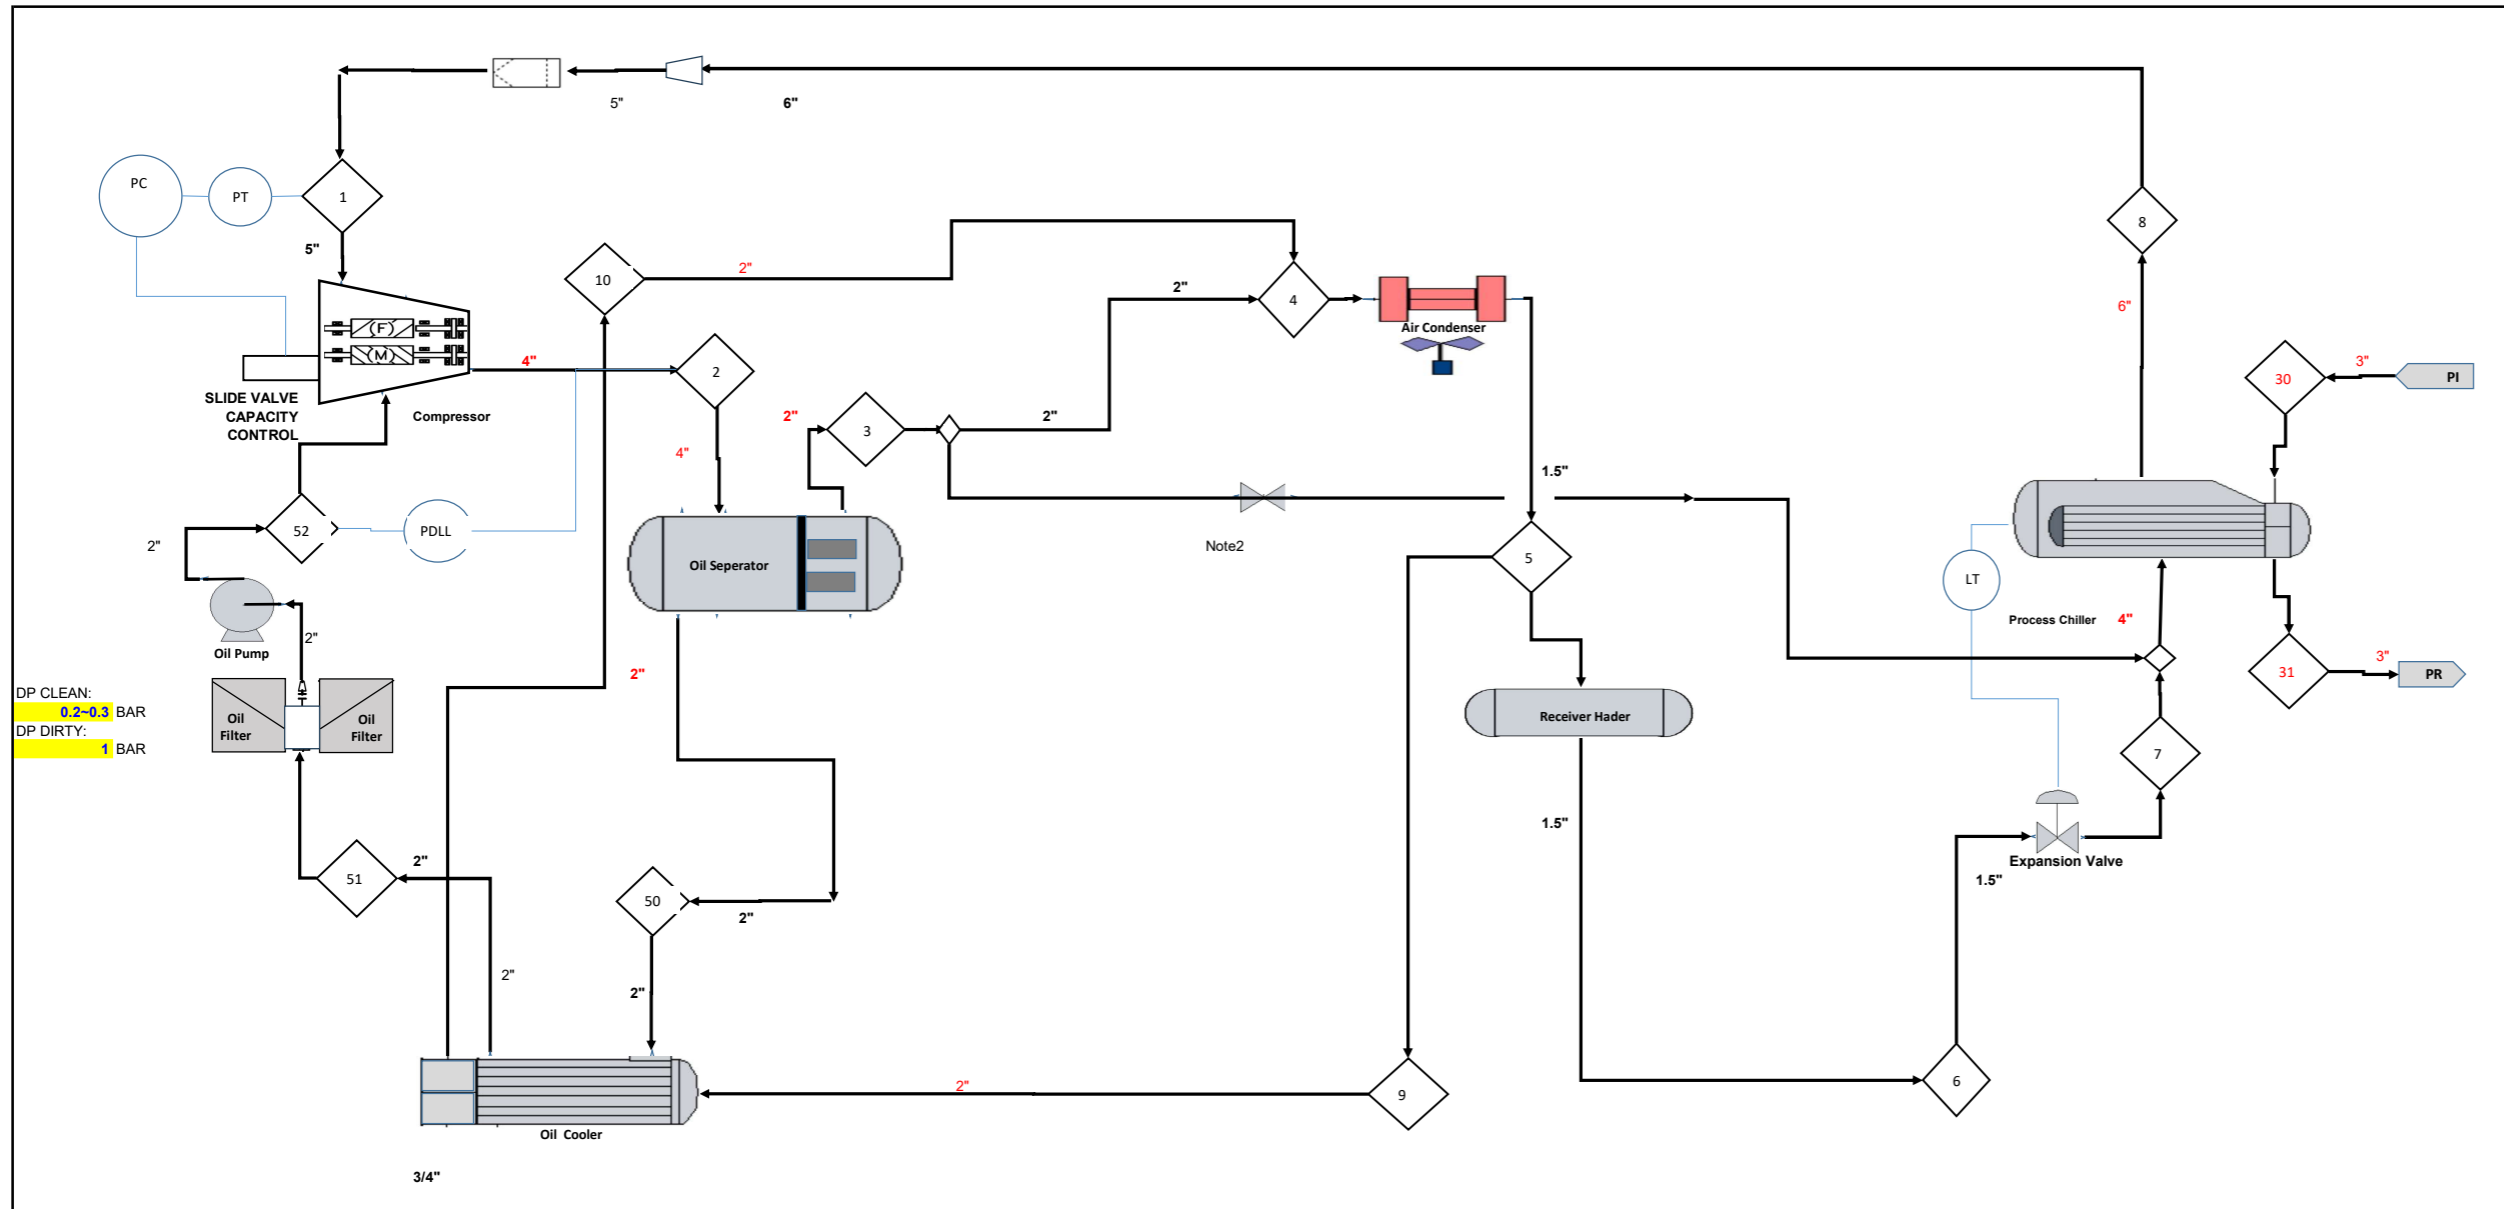 5"
6"
PC
PT
1
5"
8
10
2"
2"
4
6"
(F)
(M)
Air Condenser
4"
2
30
3"
PI
SLIDE VALVE
CAPACITY
CONTROL
Compressor
2"
3
2"
4"
1.5"
52
PDLL
2"
Note2
5
Oil Seperator
LT
Process Chiller
4"
2"
Oil Pump
2"
31
3"
PR
DP CLEAN:
0.2~0.3 BAR
DP DIRTY:
1 BAR
Oil
Filter
Oil
Filter
Receiver Hader
7
1.5"
Expansion Valve
1.5"
2"
51
50
2"
2"
2"
6
2"
9
Oil Cooler
3/4"